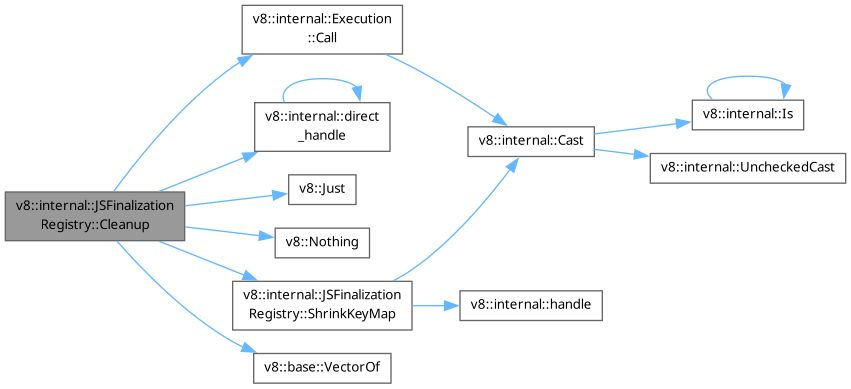 v8::internal::JSFinalization
Registry::Cleanup
v8::internal::Execution
::Call
v8::internal::direct
_handle
v8::Just
v8::Nothing
v8::internal::JSFinalization
Registry::ShrinkKeyMap
v8::base::VectorOf
v8::internal::Cast
v8::internal::handle
v8::internal::Is
v8::internal::UncheckedCast